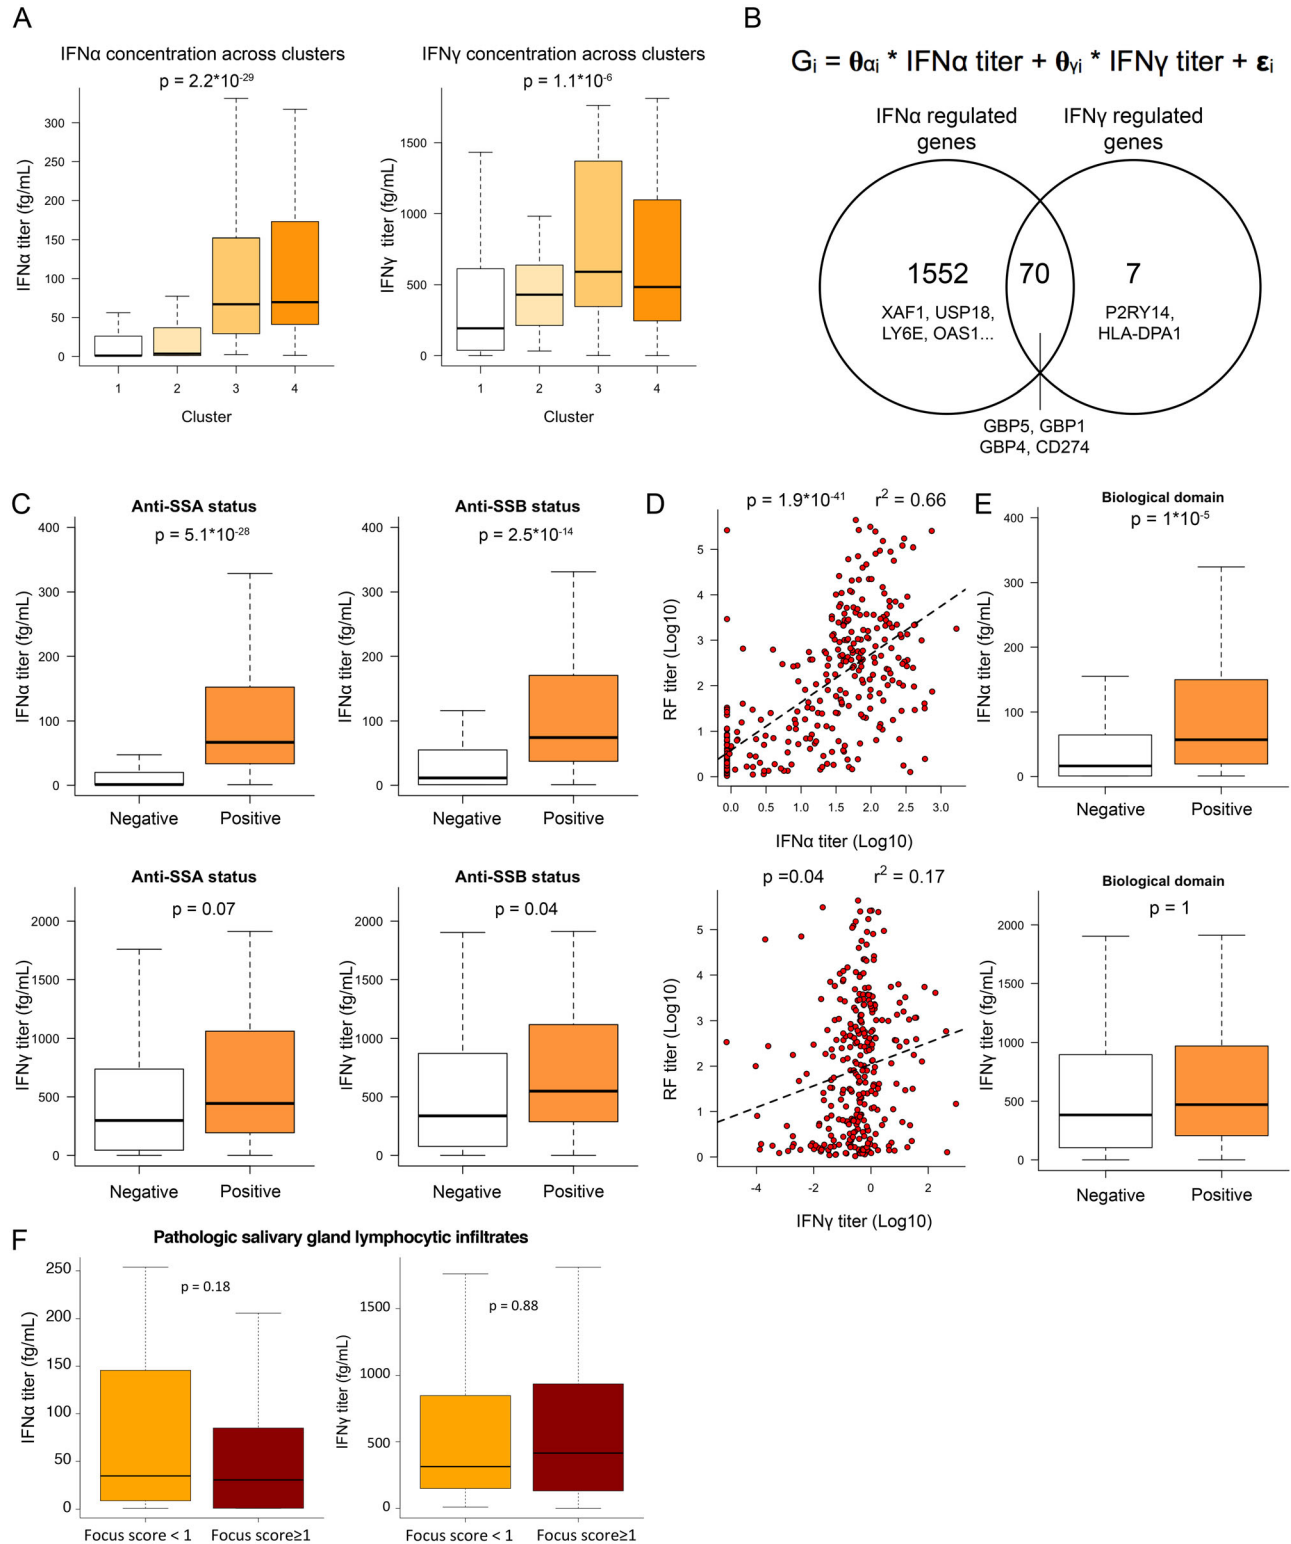 A
IFNα concentration across clusters
p = 2.2*10-29
IFNα titer (fg/mL)
300
250
200
150
100
50
0
1 2 3 4
Cluster
IFNγ concentration across clusters
p = 1.1*10-6
IFNγ titer (fg/mL)
1500
1000
500
0
1 2 3 4
Cluster
B
Gi = θαi * IFNα titer + θγi * IFNγ titer + εi
IFNα regulated
genes
IFNγ regulated
genes
1552
XAF1, USP18,
LY6E, OAS1...
70
7
P2RY14,
HLA-DPA1
GBP5, GBP1
GBP4, CD274
C
Anti-SSA status
p = 5.1*10-28
IFNα titer (fg/mL)
400
300
200
100
0
Negative Positive
Anti-SSB status
p = 2.5*10-14
IFNα titer (fg/mL)
400
300
200
100
0
Negative Positive
Anti-SSA status
p = 0.07
IFNγ titer (fg/mL)
2000
1500
1000
500
0
Negative Positive
Anti-SSB status
p = 0.04
IFNγ titer (fg/mL)
2000
1500
1000
500
0
Negative Positive
D
p = 1.9*10-41 r2 = 0.66
RF titer (Log10)
5
4
3
2
1
0
0.0 0.5 1.0 1.5 2.0 2.5 3.0
IFNα titer (Log10)
p =0.04 r2 = 0.17
RF titer (Log10)
5
4
3
2
1
0
-4 -2 0 2
IFNγ titer (Log10)
E
Biological domain
p = 1*10-5
IFNα titer (fg/mL)
400
300
200
100
0
Negative Positive
Biological domain
p = 1
IFNγ titer (fg/mL)
2000
1500
1000
500
0
Negative Positive
F
Pathologic salivary gland lymphocytic infiltrates
p = 0.18
IFNα titer (fg/mL)
250
200
150
100
50
0
Focus score < 1 Focus score≥1
p = 0.88
IFNγ titer (fg/mL)
1500
1000
500
0
Focus score < 1 Focus score≥1